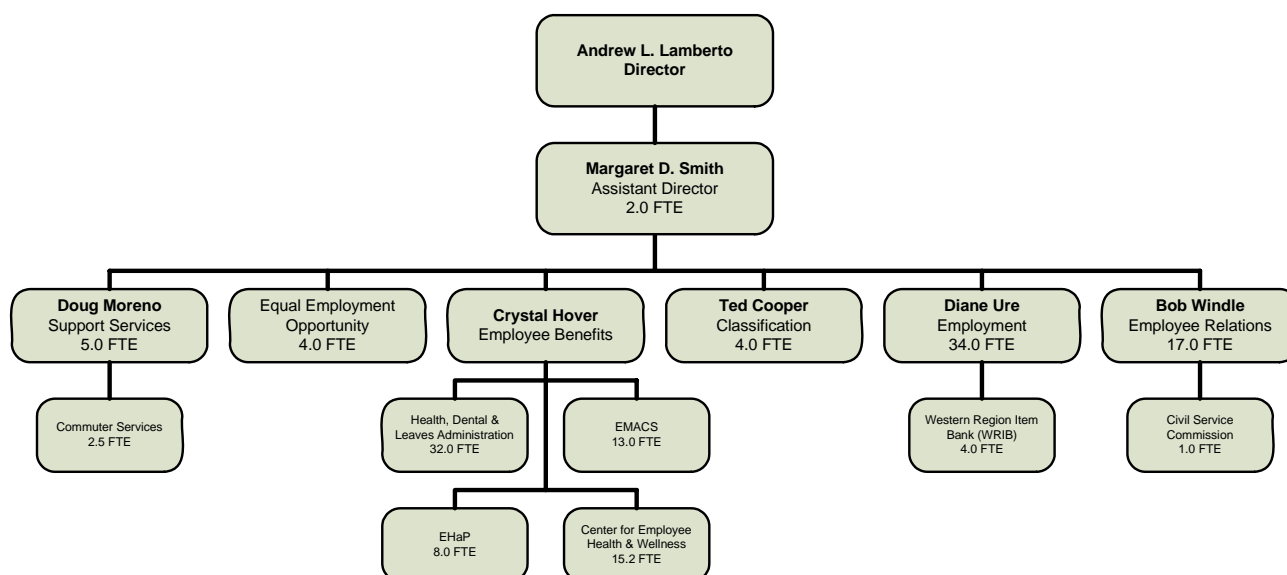 Andrew L. Lamberto
Director
Margaret D. Smith
Assistant Director
2.0 FTE
Doug Moreno
Support Services
5.0 FTE
Equal Employment
Opportunity
4.0 FTE
Crystal Hover
Employee Benefits
Ted Cooper
Classification
4.0 FTE
Diane Ure
Employment
34.0 FTE
Bob Windle
Employee Relations
17.0 FTE
Commuter Services
2.5 FTE
Health, Dental &
Leaves Administration
32.0 FTE
EMACS
13.0 FTE
Western Region Item
Bank (WRIB)
4.0 FTE
Civil Service
Commission
1.0 FTE
EHaP
8.0 FTE
Center for Employee
Health & Wellness
15.2 FTE